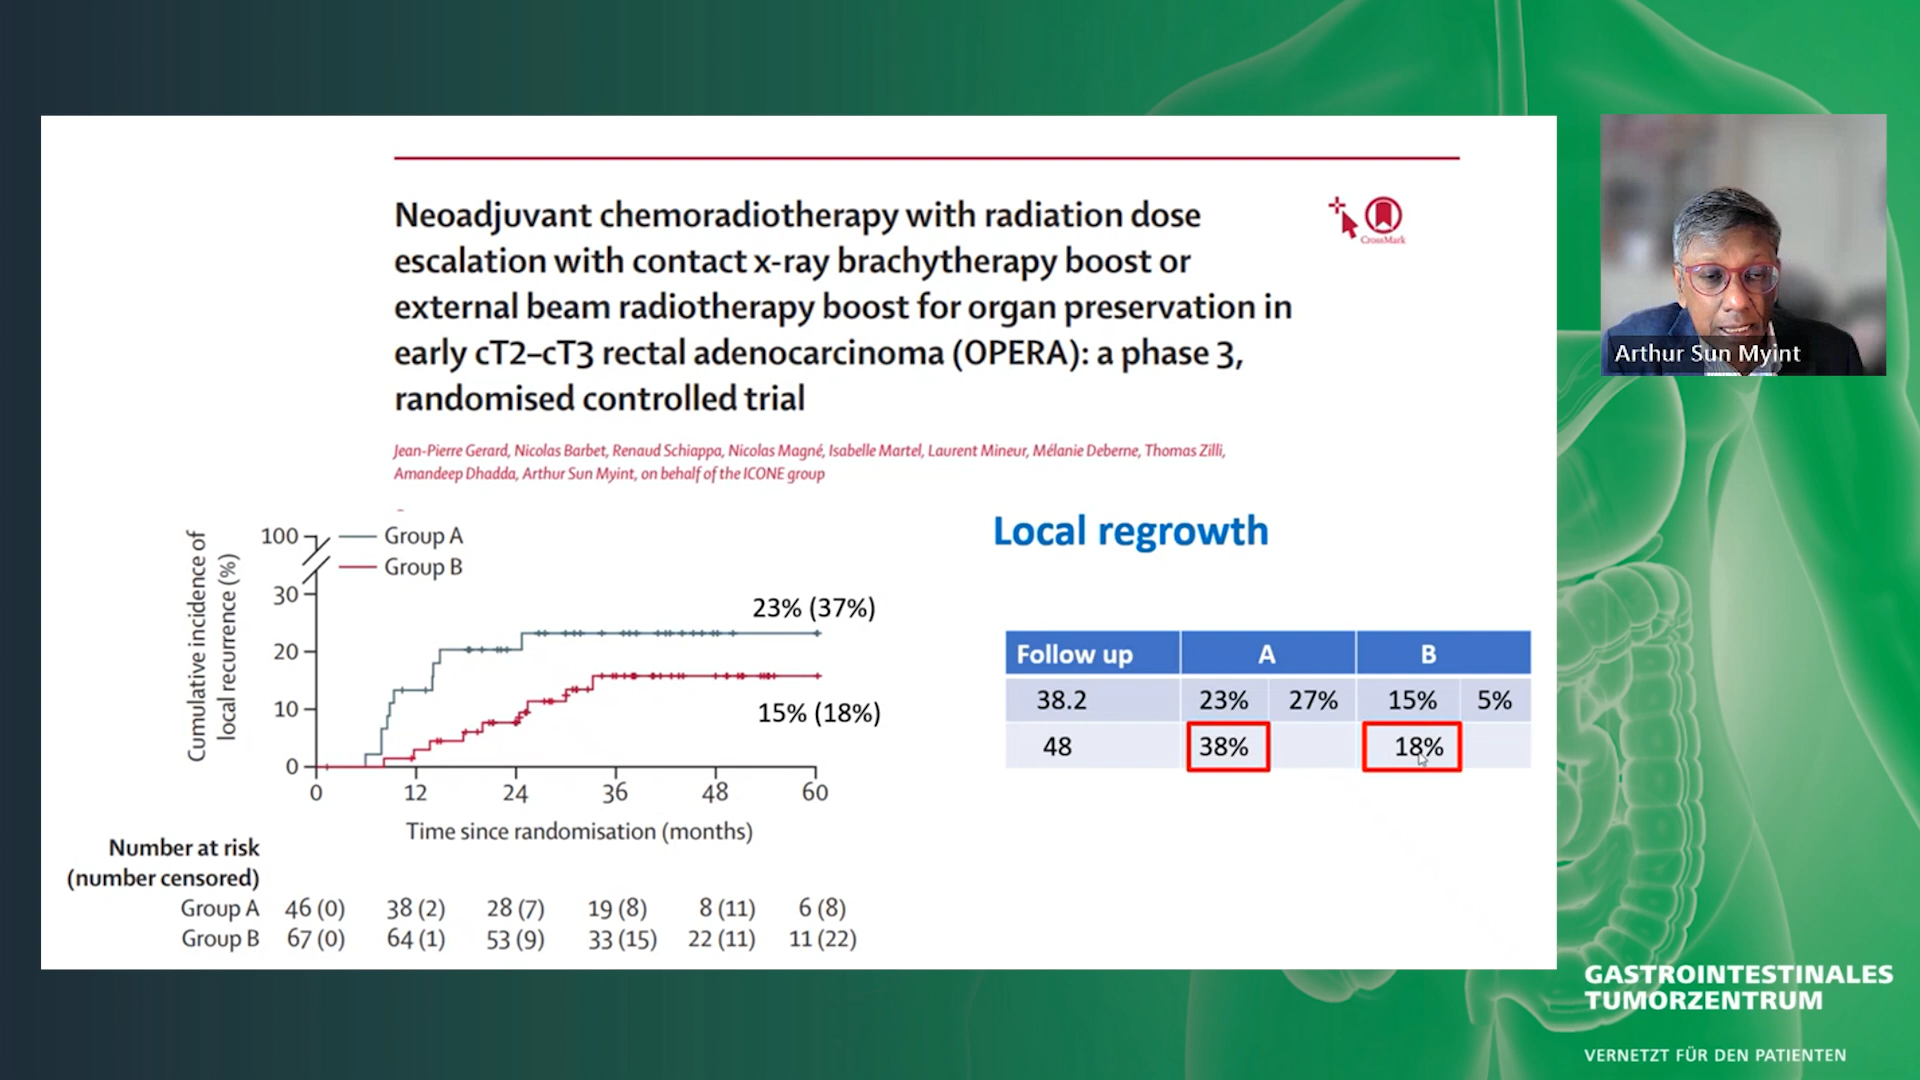 Neoadjuvant chemoradiotherapy with radiation dose
escalation with contact x-ray brachytherapy boost or
external beam radiotherapy boost for organ preservation in
early cT2–cT3 rectal adenocarcinoma (OPERA): a phase 3,
randomised controlled trial
CrossMark
Jean-Pierre Gerard, Nicolas Barbet, Renaud Schiappa, Nicolas Magné, Isabelle Martel, Laurent Mineur, Mélanie Deberne, Thomas Zilli,
Amandeep Dhadda, Arthur Sun Myint, on behalf of the ICONE group
Arthur Sun Myint
Cumulative incidence of
local recurrence (%)
100
30
20
10
0
Group A
Group B
23% (37%)
15% (18%)
0 12 24 36 48 60
Time since randomisation (months)
Number at risk
(number censored)
Group A 46 (0) 38 (2) 28 (7) 19 (8) 8 (11) 6 (8)
Group B 67 (0) 64 (1) 53 (9) 33 (15) 22 (11) 11 (22)
Local regrowth
Follow up A B
38.2 23% 27% 15% 5%
48 38% 18%
GASTROINTESTINALES
TUMORZENTRUM
VERNETZT FÜR DEN PATIENTEN